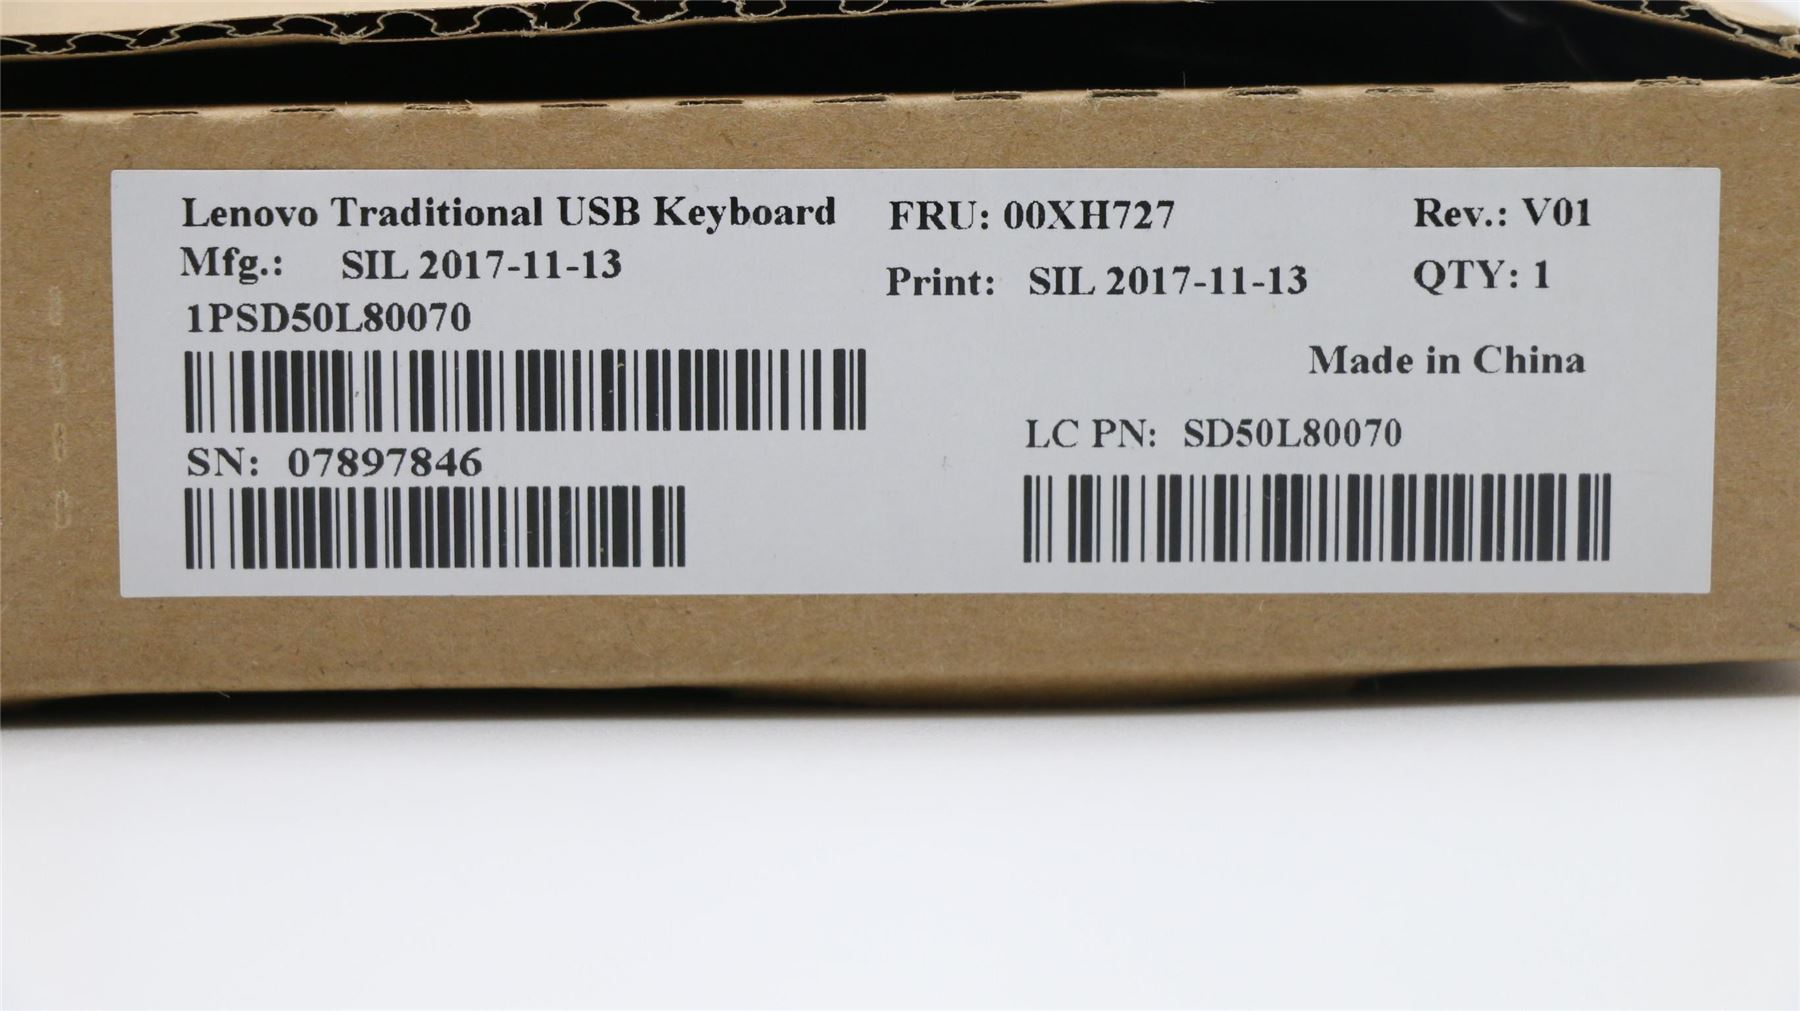 Lenovo Traditional USB Keyboard
FRU: 00XH727
Rev.: V01
Mfg.: SIL 2017-11-13
Print: SIL 2017-11-13
QTY: 1
1PSD50L80070
Made in China
LC PN: SD50L80070
SN: 07897846